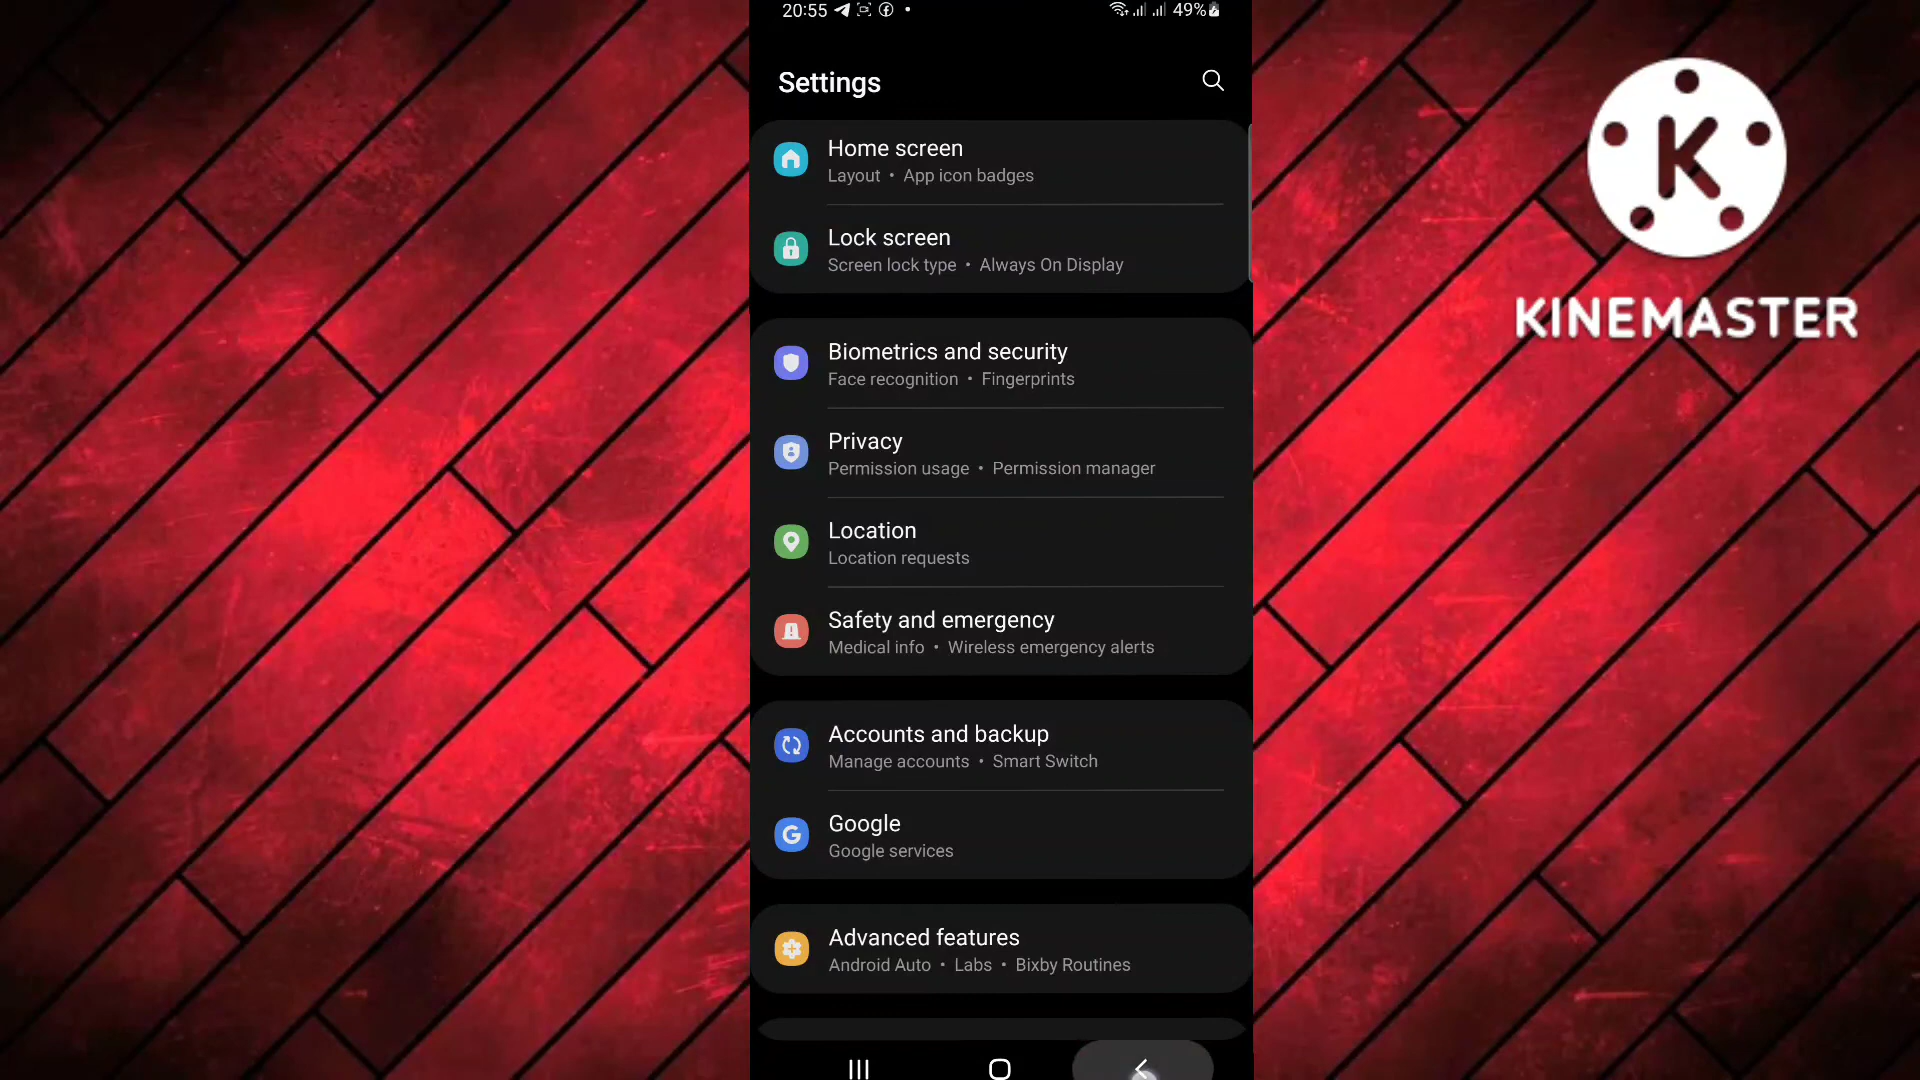 20:55
49%
Settings
Home screen
Layout • App icon badges
Lock screen
Screen lock type • Always On Display
Biometrics and security
Face recognition • Fingerprints
Privacy
Permission usage • Permission manager
Location
Location requests
Safety and emergency
Medical info • Wireless emergency alerts
Accounts and backup
Manage accounts • Smart Switch
Google
Google services
Advanced features
Android Auto • Labs • Bixby Routines
K
KINEMASTER